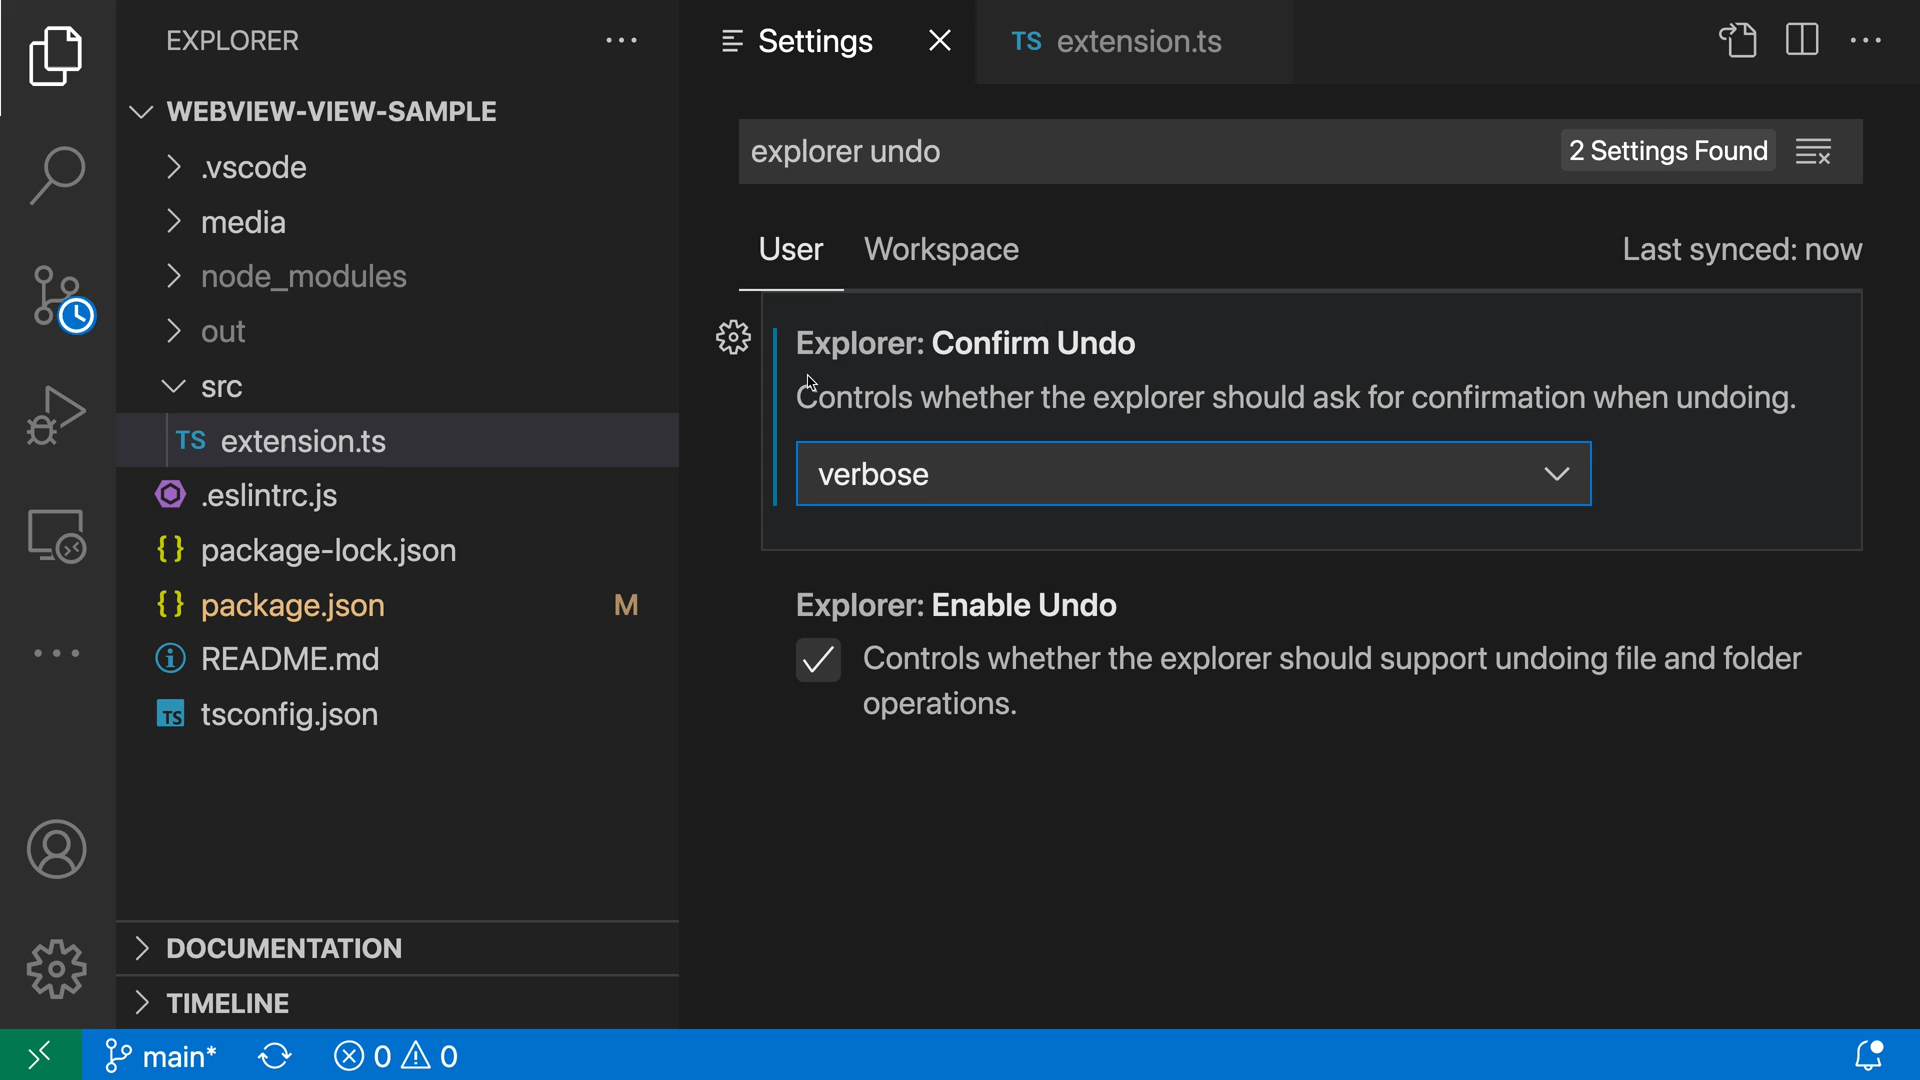 EXPLORER
WEBVIEW-VIEW-SAMPLE
.vscode
media
node_modules
out
src
TS extension.ts
.eslintrc.js
{} package-lock.json
{} package.json M
README.md
TS tsconfig.json
DOCUMENTATION
TIMELINE
Settings
TS extension.ts
explorer undo
2 Settings Found
User Workspace
Last synced: now
Explorer: Confirm Undo
Controls whether the explorer should ask for confirmation when undoing.
verbose
Explorer: Enable Undo
Controls whether the explorer should support undoing file and folder
operations.
main* 0 0